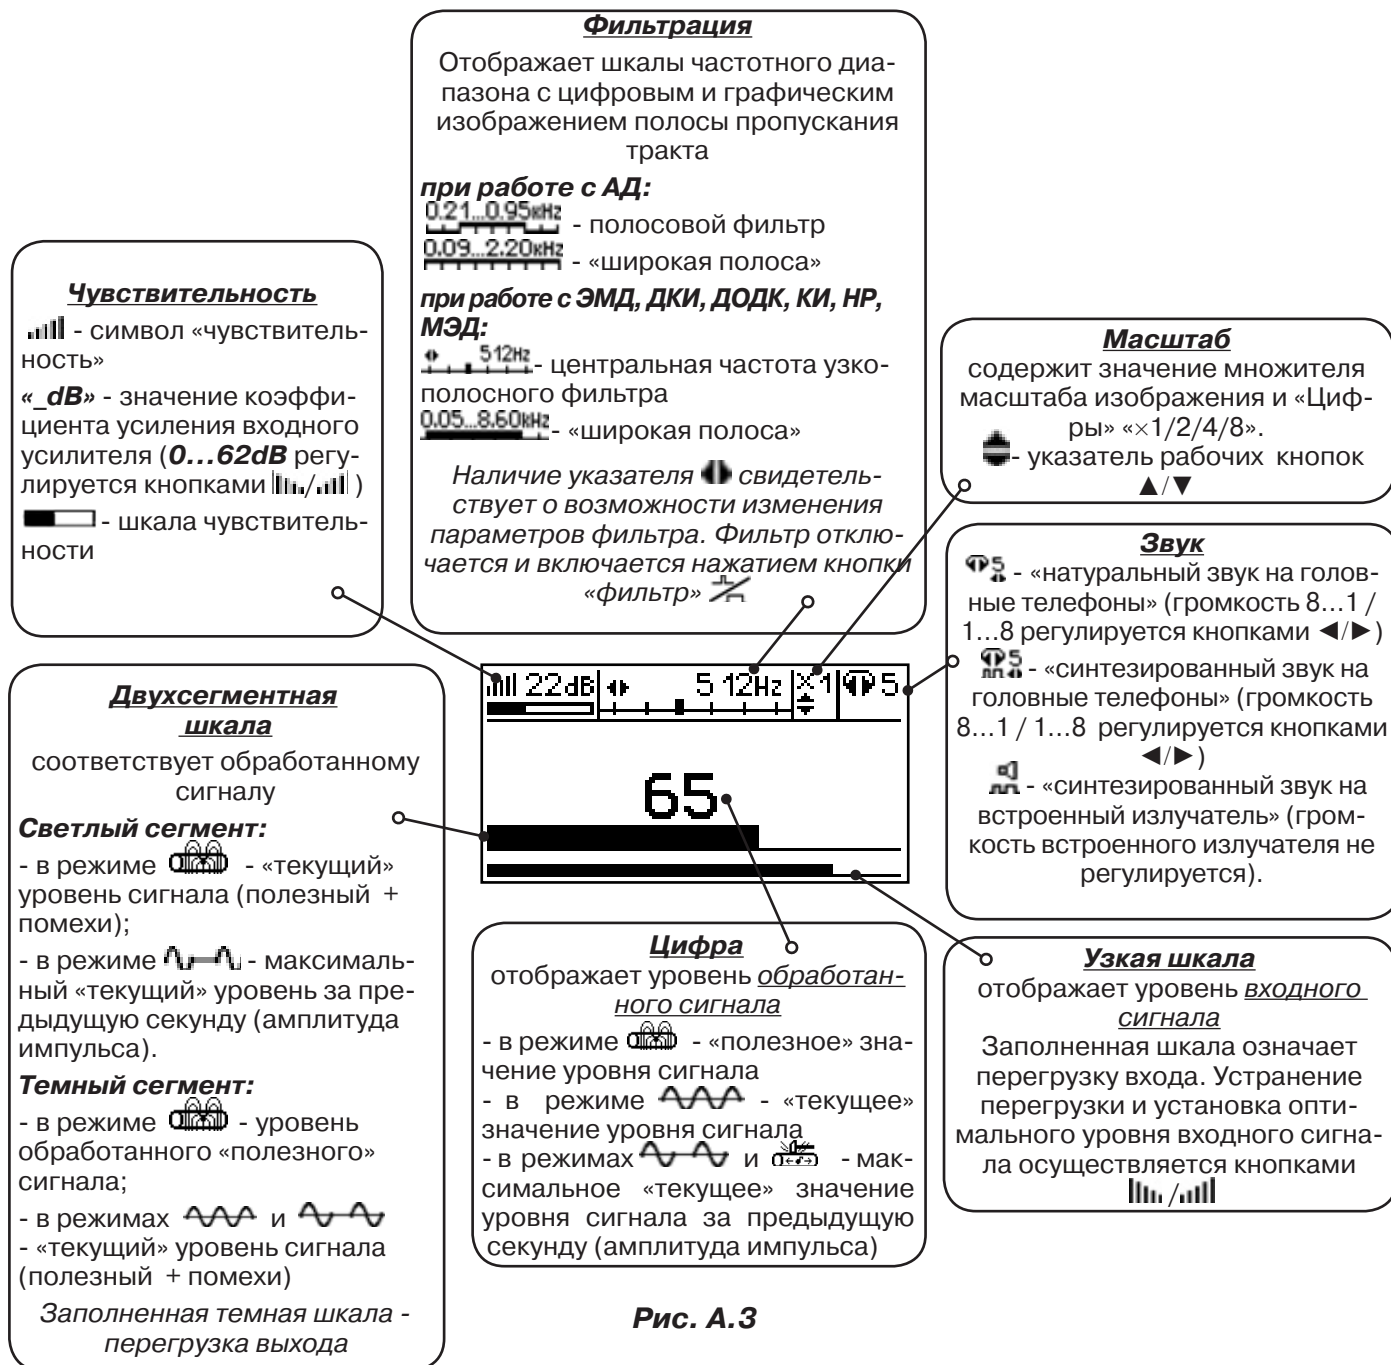 Фильтрация
Отображает шкалы частотного диа-
пазона с цифровым и графическим
изображением полосы пропускания
тракта
при работе с АД:
0.21...0.95кHz - полосовой фильтр
0.09...2.20кHz - «широкая полоса»
при работе с ЭМД, ДКИ, ДОДК, КИ, НР,
МЭД:
512Hz - центральная частота узко-
полосного фильтра
0.05...8.60кHz - «широкая полоса»
Наличие указателя свидетель-
ствует о возможности изменения
параметров фильтра. Фильтр отклю-
чается и включается нажатием кнопки
«фильтр»
Чувствительность
- символ «чувствитель-
ность»
«_dB» - значение коэффи-
циента усиления входного
усилителя (0...62dB регу-
лируется кнопками / )
- шкала чувствитель-
ности
Масштаб
содержит значение множителя
масштаба изображения и «Циф-
ры» «×1/2/4/8».
- указатель рабочих кнопок
▲/▼
Звук
5 - «натуральный звук на голов-
ные телефоны» (громкость 8...1 /
1...8 регулируется кнопками ◄/►)
5 - «синтезированный звук на
головные телефоны» (громкость
8...1 / 1...8 регулируется кнопками
◄/►)
- «синтезированный звук на
встроенный излучатель» (гром-
кость встроенного излучателя не
регулируется).
22dB 512Hz ×1 5
65
Двухсегментная
шкала
соответствует обработанному
сигналу
Светлый сегмент:
- в режиме - «текущий»
уровень сигнала (полезный +
помехи);
- в режиме - максималь-
ный «текущий» уровень за пре-
дыдущую секунду (амплитуда
импульса).
Темный сегмент:
- в режиме - уровень
обработанного «полезного»
сигнала;
- в режимах и
- «текущий» уровень сигнала
(полезный + помехи)
Заполненная темная шкала -
перегрузка выхода
Цифра
отображает уровень обработан-
ного сигнала
- в режиме - «полезное» зна-
чение уровня сигнала
- в режиме - «текущее»
значение уровня сигнала
- в режимах и - мак-
симальное «текущее» значение
уровня сигнала за предыдущую
секунду (амплитуда импульса)
Узкая шкала
отображает уровень входного
сигнала
Заполненная шкала означает
перегрузку входа. Устранение
перегрузки и установка опти-
мального уровня входного сигна-
ла осуществляется кнопками
/
Рис. А.3